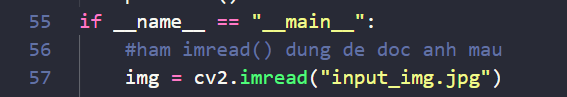 55 if __name__ == "__main__":
56 #ham imread() dung de doc anh mau
57 img = cv2.imread("input_img.jpg")